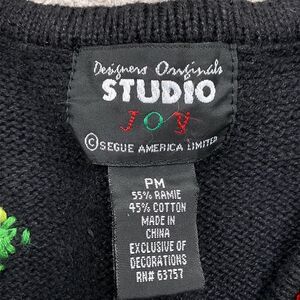 Designers Originals
STUDIO
JOY
©SEGUE AMERICA LIMITED
PM
55% RAMIE
45% COTTON
MADE IN
CHINA
EXCLUSIVE OF
DECORATIONS
RN# 63757